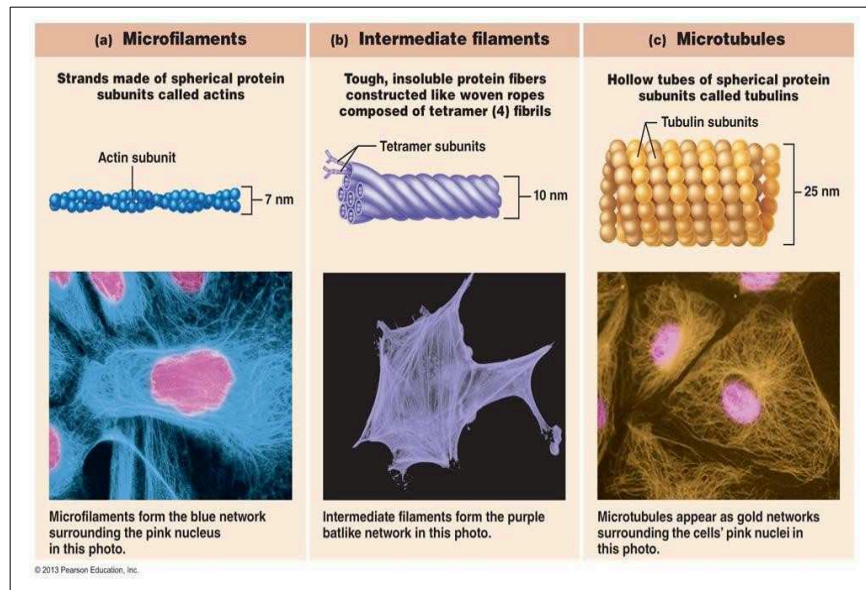 (a) Microfilaments
Strands made of spherical protein
subunits called actins
Actin subunit
7 nm
Microfilaments form the blue network
surrounding the pink nucleus
in this photo.
(b) Intermediate filaments
Tough, insoluble protein fibers
constructed like woven ropes
composed of tetramer (4) fibrils
Tetramer subunits
10 nm
Intermediate filaments form the purple
batlike network in this photo.
(c) Microtubules
Hollow tubes of spherical protein
subunits called tubulins
Tubulin subunits
25 nm
Microtubules appear as gold networks
surrounding the cells' pink nuclei in
this photo.
© 2013 Pearson Education, Inc.